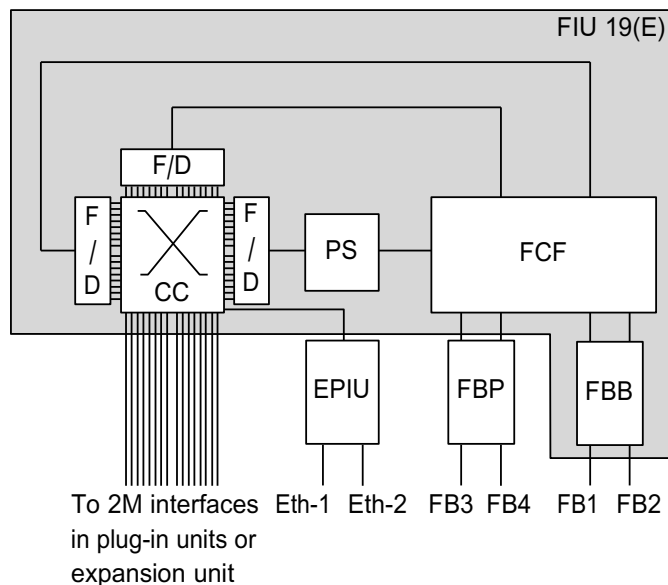 FIU 19(E)
F/D
F
/
D
F
/
D
CC
PS
FCF
EPIU
FBP
FBB
Eth-1
Eth-2
FB3
FB4
FB1
FB2
To 2M interfaces
in plug-in units or
expansion unit